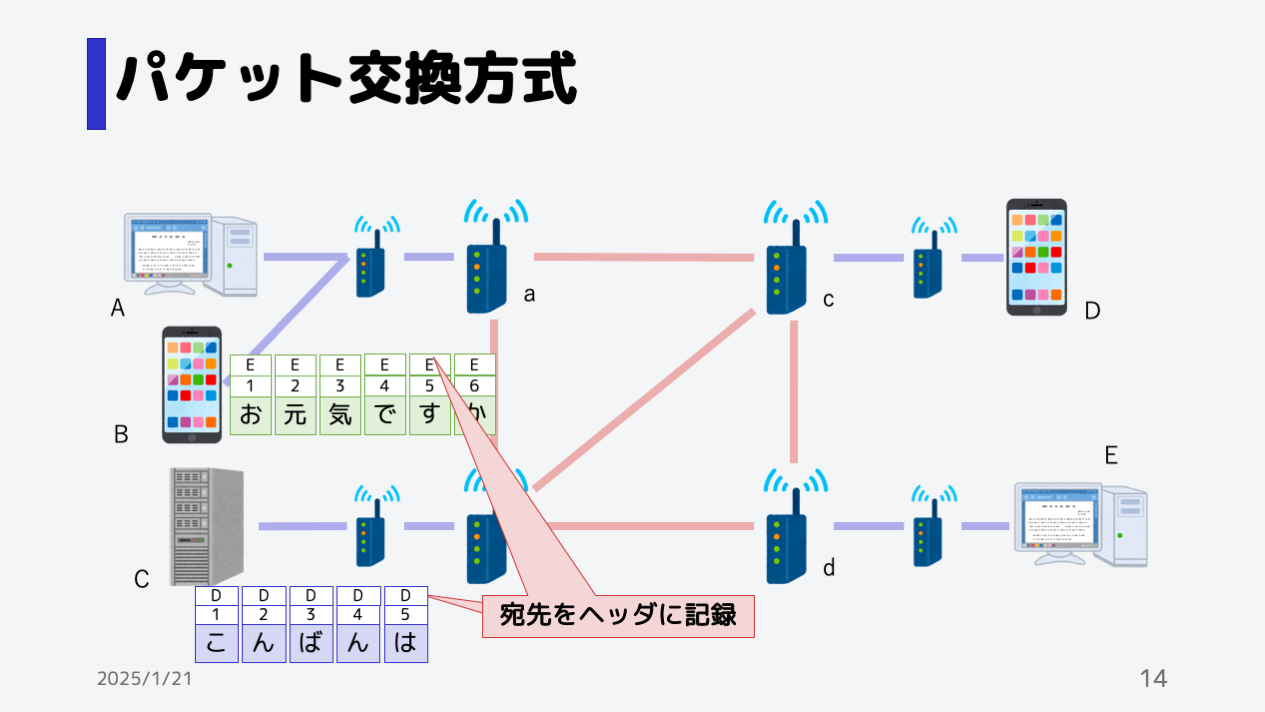 パケット交換方式
a
c
A
D
E E E E E E
1 2 3 4 5 6
お 元 気 で す か
B
E
d
C
D D D D D
1 2 3 4 5
こ ん ば ん は
宛先をヘッダに記録
2025/1/21
14